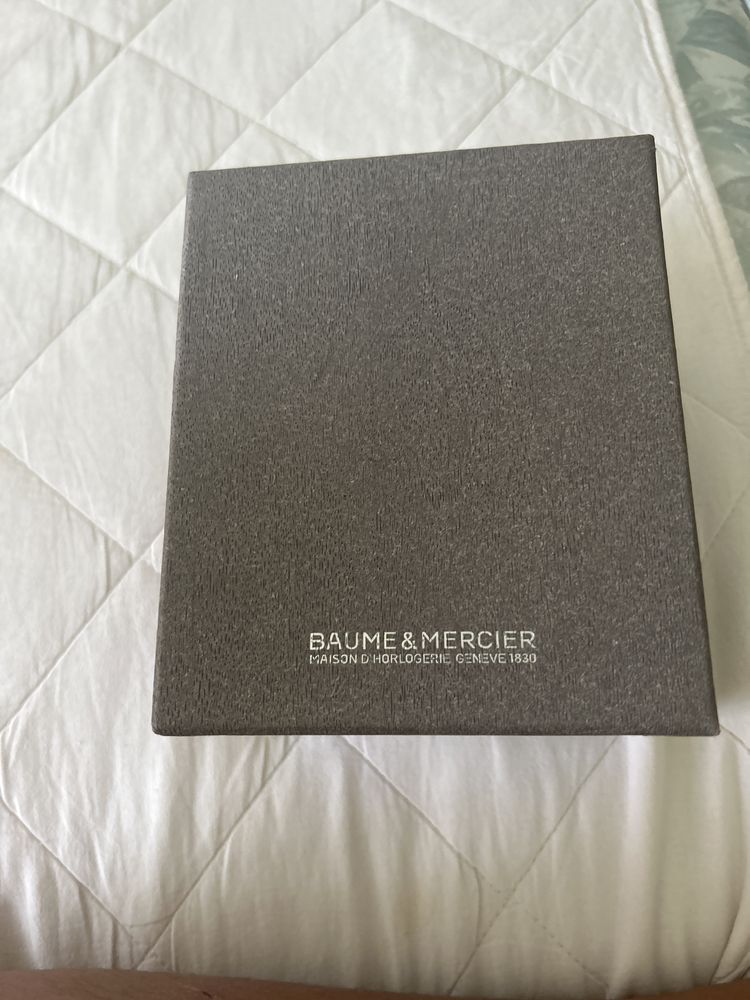 BAUME & MERCIER
MAISON D'HORLOGERIE GENEVE 1830